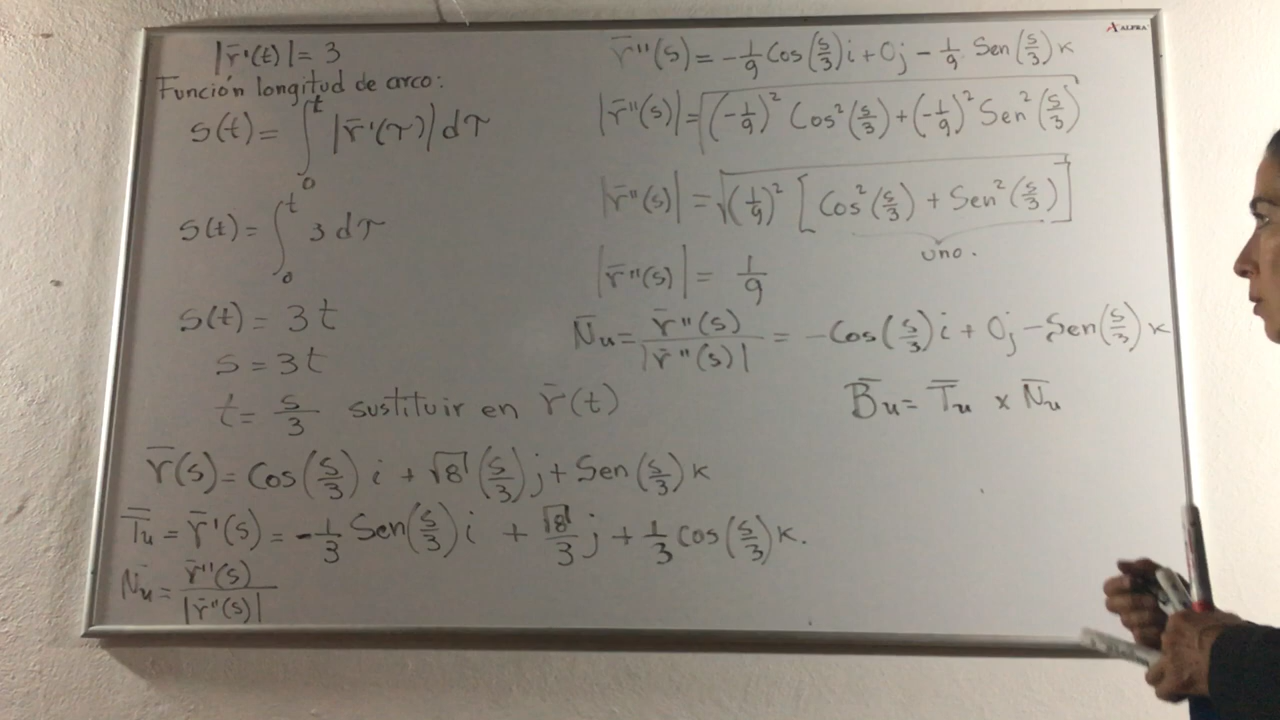 |r̄'(t)| = 3
Función longitud de arco:
s(t) = ∫₀ᵗ |r̄'(τ)| dτ
s(t) = ∫₀ᵗ 3 dτ
s(t) = 3t
s = 3t
t = s/3 sustituir en r̄(t)
r̄(s) = Cos(s/3) i + √8 (s/3) j + Sen(s/3) k
T̄u = r̄'(s) = -1/3 Sen(s/3) i + √8/3 j + 1/3 cos(s/3) k.
N̄u = r̄''(s) / |r̄''(s)|
r̄''(s) = -1/9 Cos(s/3) i + 0j - 1/9 Sen(s/3) k
|r̄''(s)| = √((-1/9)² Cos²(s/3) + (-1/9)² Sen²(s/3))
|r̄''(s)| = √((1/9)² [Cos²(s/3) + Sen²(s/3)])
uno.
|r̄''(s)| = 1/9
N̄u = r̄''(s) / |r̄''(s)| = -Cos(s/3) i + 0j - Sen(s/3) k
B̄u = T̄u x N̄u
ALFRA